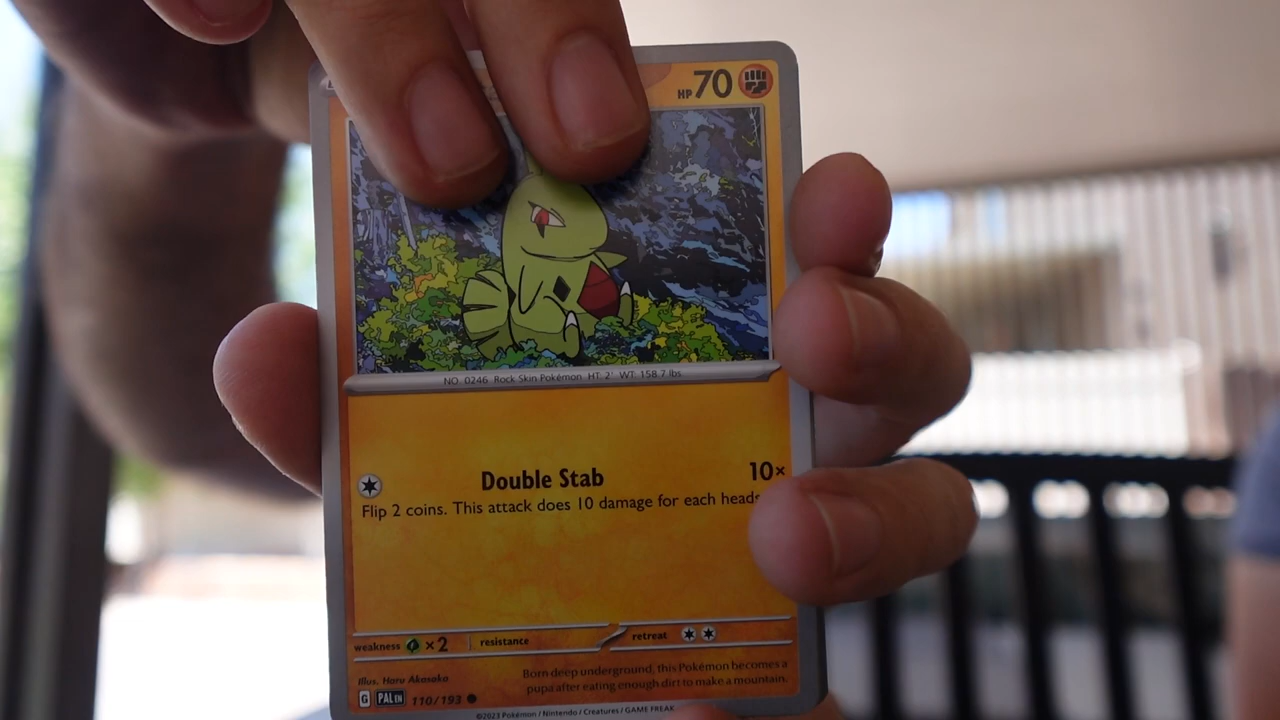 HP 70
NO. 0246 Rock Skin Pokémon HT: 2' WT: 158.7 lbs.
Double Stab 10×
Flip 2 coins. This attack does 10 damage for each heads
weakness ×2 resistance retreat
Illus. Haru Akasaka
Born deep underground, this Pokémon becomes a
pupa after eating enough dirt to make a mountain.
G PAL EN 110/193
©2023 Pokémon / Nintendo / Creatures / GAME FREAK